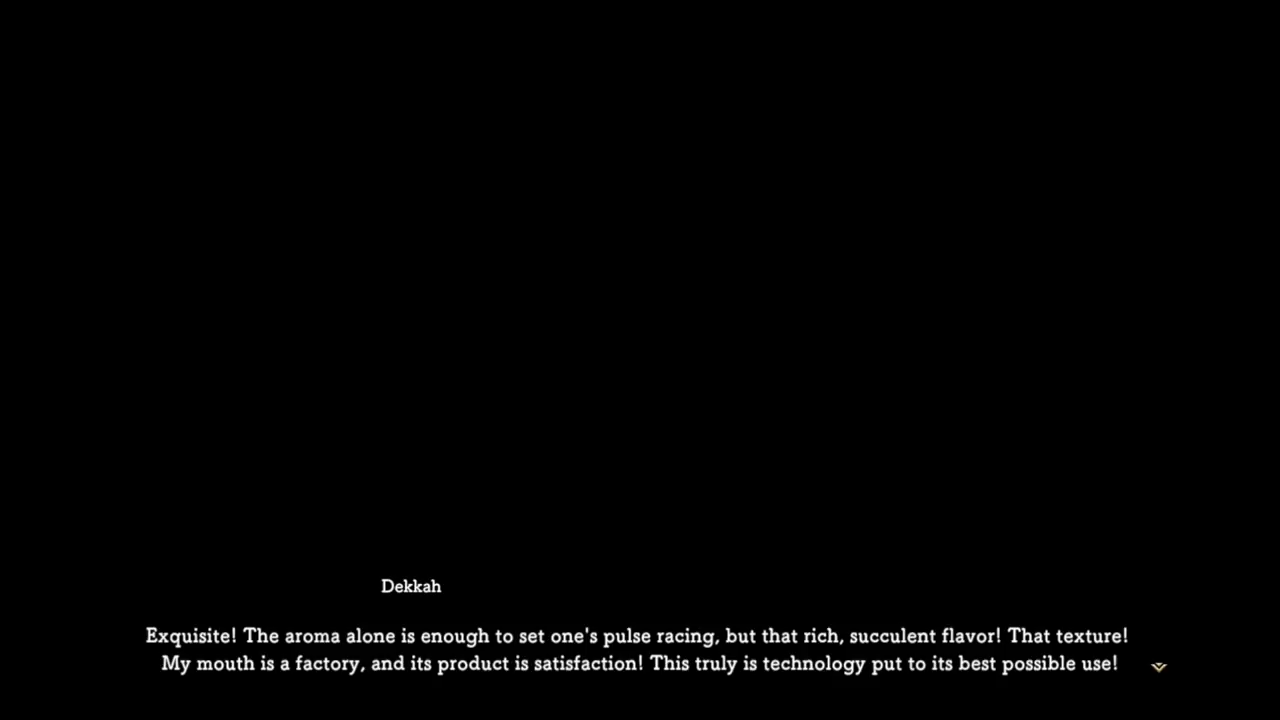 Dekkah
Exquisite! The aroma alone is enough to set one's pulse racing, but that rich, succulent flavor! That texture!
My mouth is a factory, and its product is satisfaction! This truly is technology put to its best possible use!